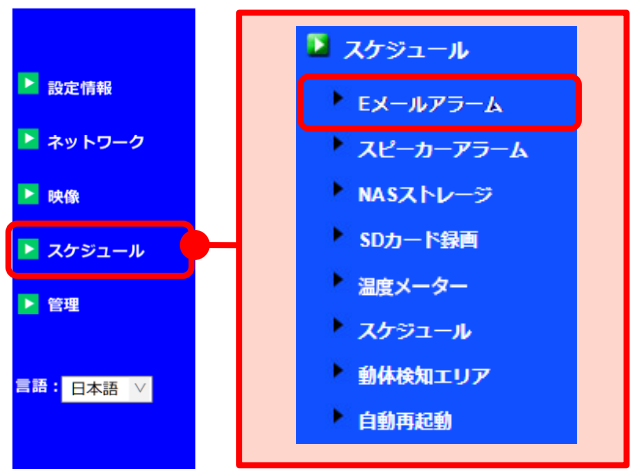 設定情報
ネットワーク
映像
スケジュール
管理
言語：日本語
スケジュール
Eメールアラーム
スピーカーアラーム
NASストレージ
SDカード録画
温度メーター
スケジュール
動体検知エリア
自動再起動